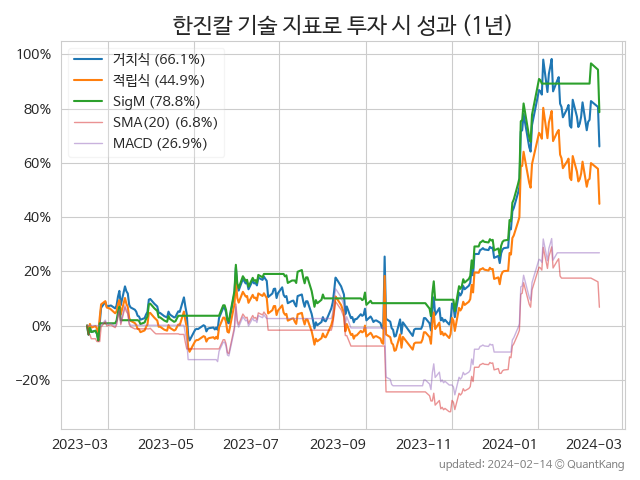 한진칼 기술 지표로 투자 시 성과 (1년)
거치식 (66.1%)
적립식 (44.9%)
SigM (78.8%)
SMA(20) (6.8%)
MACD (26.9%)
100%
80%
60%
40%
20%
0%
−20%
2023-03 2023-05 2023-07 2023-09 2023-11 2024-01 2024-03
updated: 2024-02-14 © QuantKang